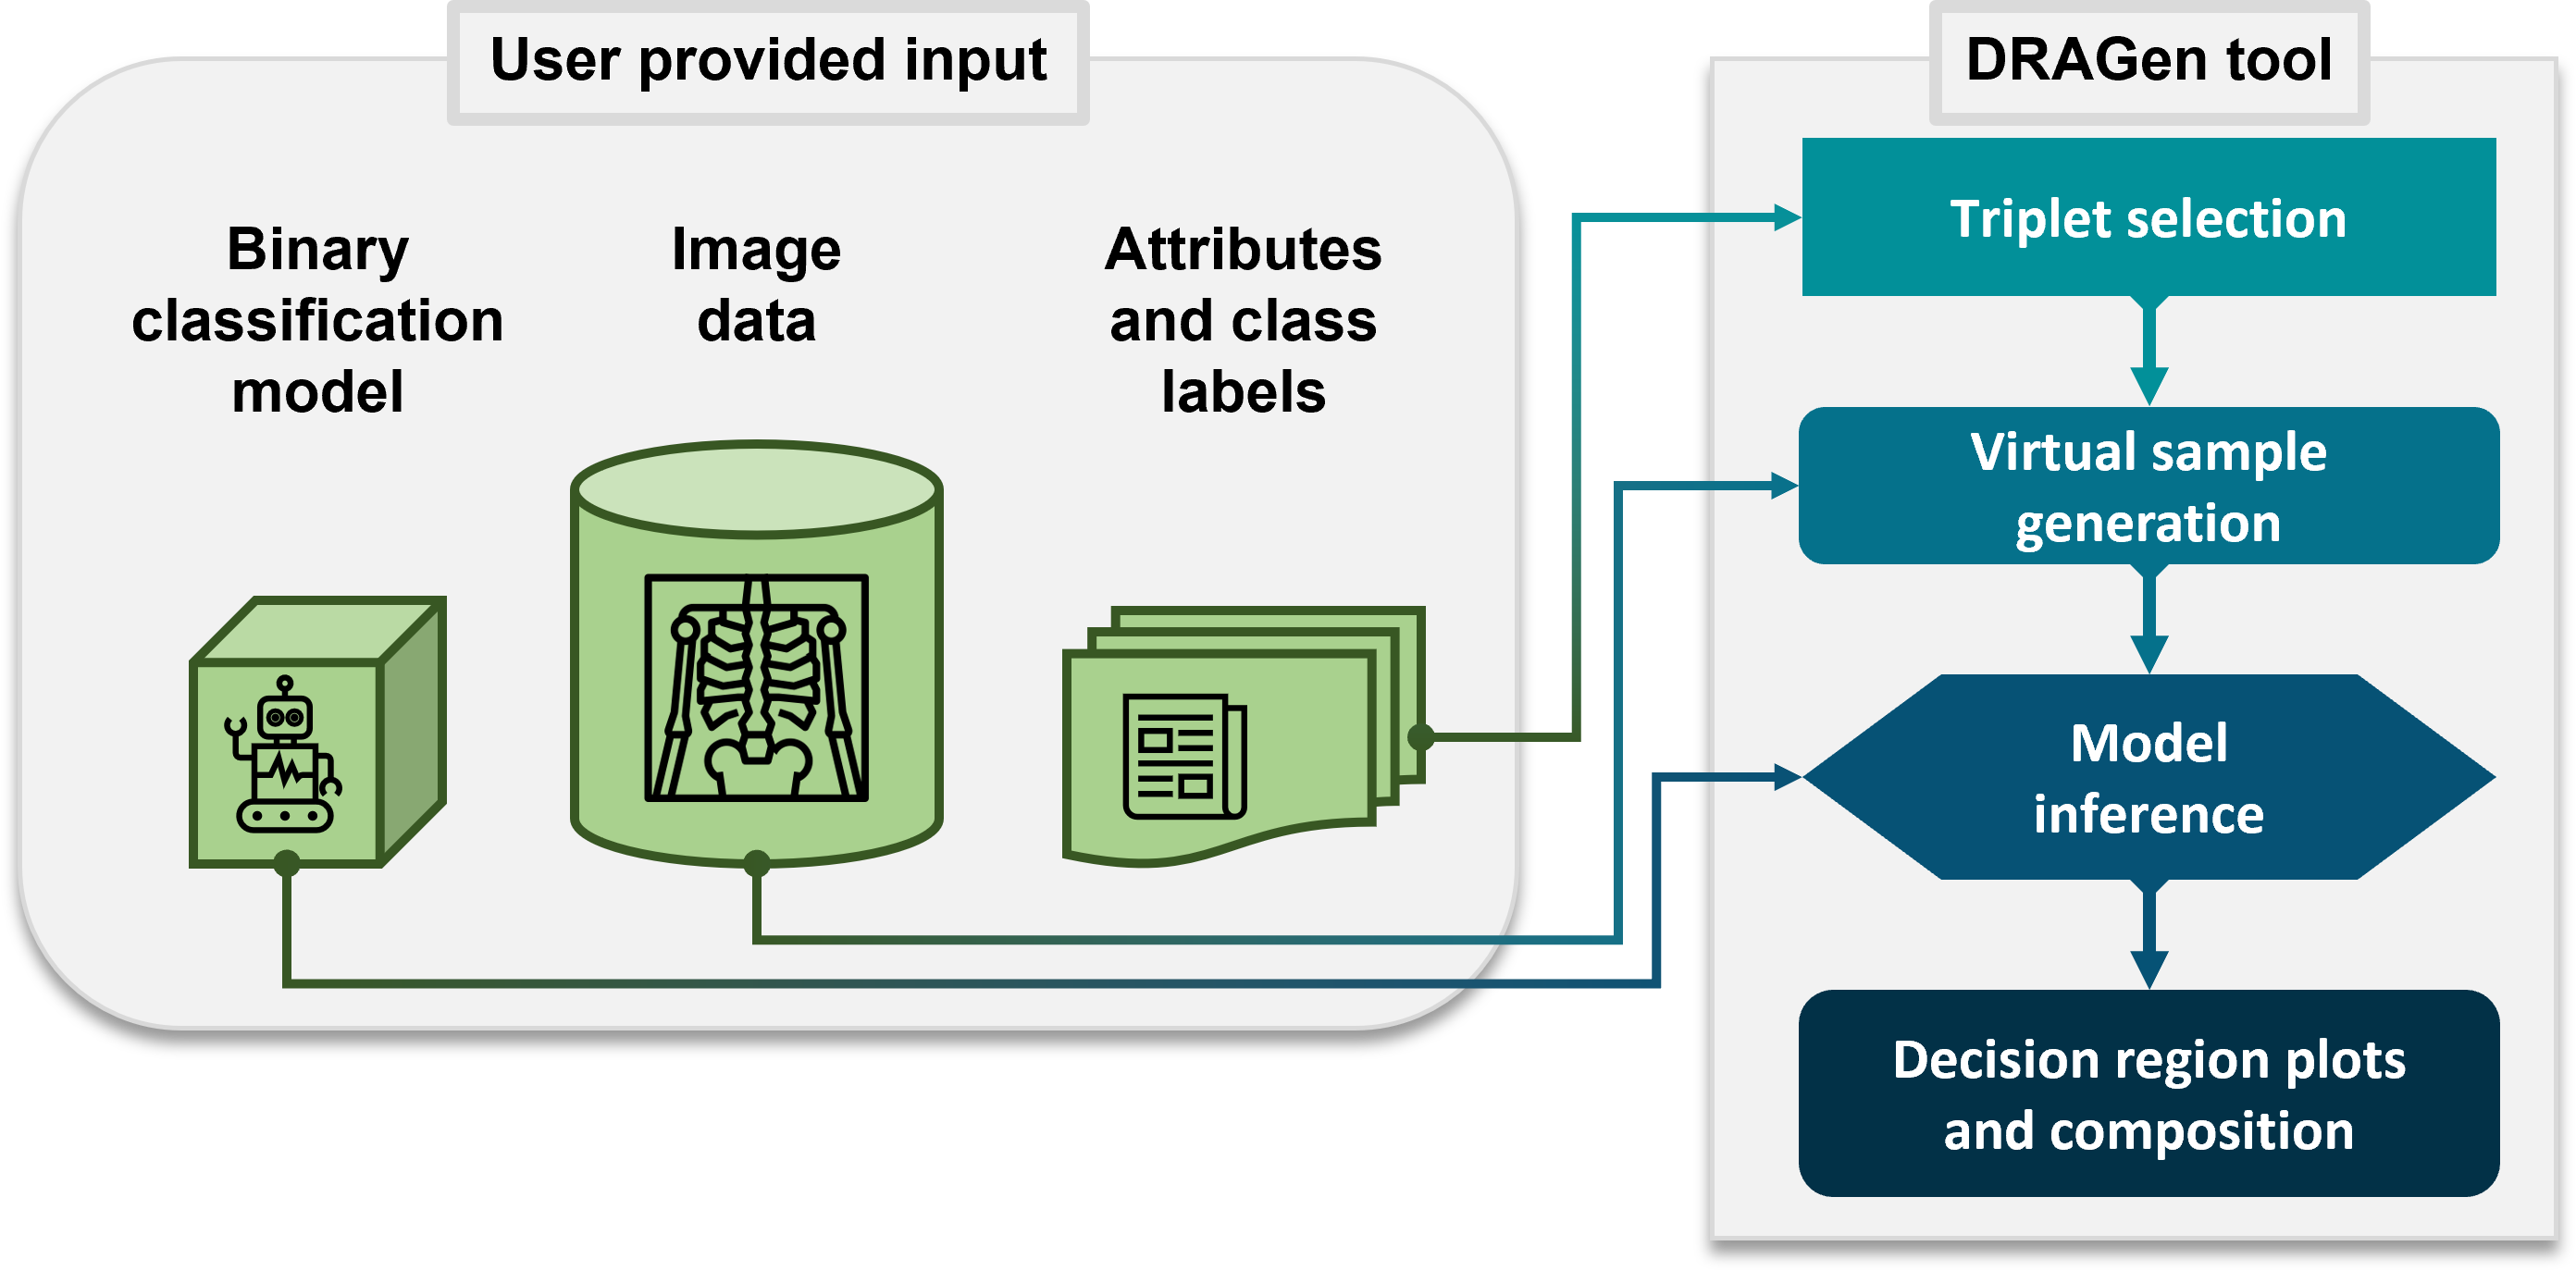 User provided input
Binary
classification
model
Image
data
Attributes
and class
labels
DRAGen tool
Triplet selection
Virtual sample
generation
Model
inference
Decision region plots
and composition